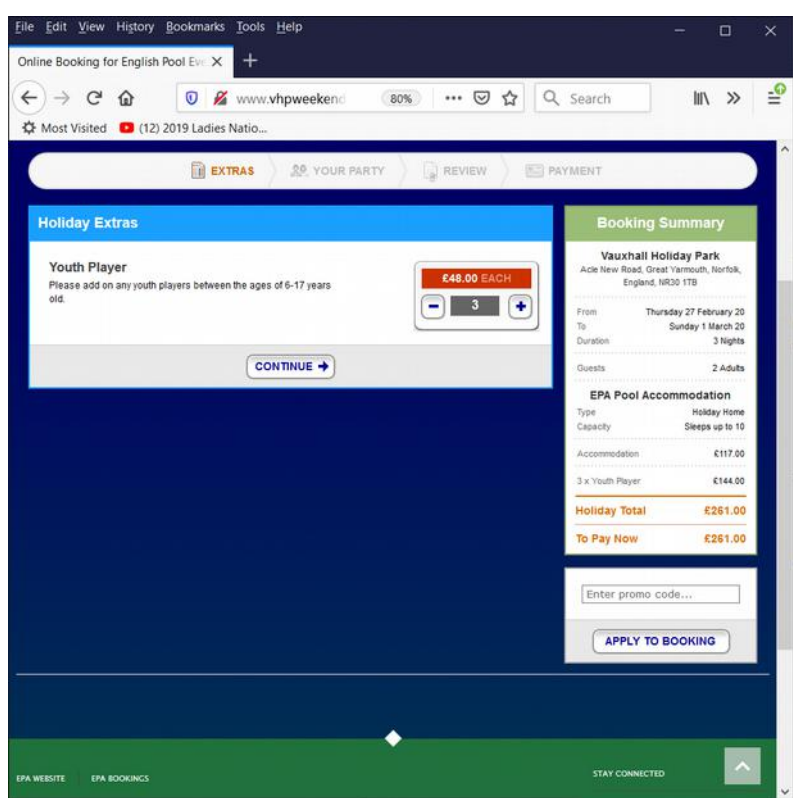 File Edit View History Bookmarks Tools Help
Online Booking for English Pool Eve
www.vhpweekend 80% Search
Most Visited (12) 2019 Ladies Natio...
EXTRAS YOUR PARTY REVIEW PAYMENT
Holiday Extras
Youth Player
Please add on any youth players between the ages of 6-17 years
old.
£48.00 EACH
3
CONTINUE
Booking Summary
Vauxhall Holiday Park
Acle New Road, Great Yarmouth, Norfolk,
England, NR30 1TB
From Thursday 27 February 20
To Sunday 1 March 20
Duration 3 Nights
Guests 2 Adults
EPA Pool Accommodation
Type Holiday Home
Capacity Sleeps up to 10
Accommodation £117.00
3 x Youth Player £144.00
Holiday Total £261.00
To Pay Now £261.00
Enter promo code...
APPLY TO BOOKING
EPA WEBSITE EPA BOOKINGS STAY CONNECTED